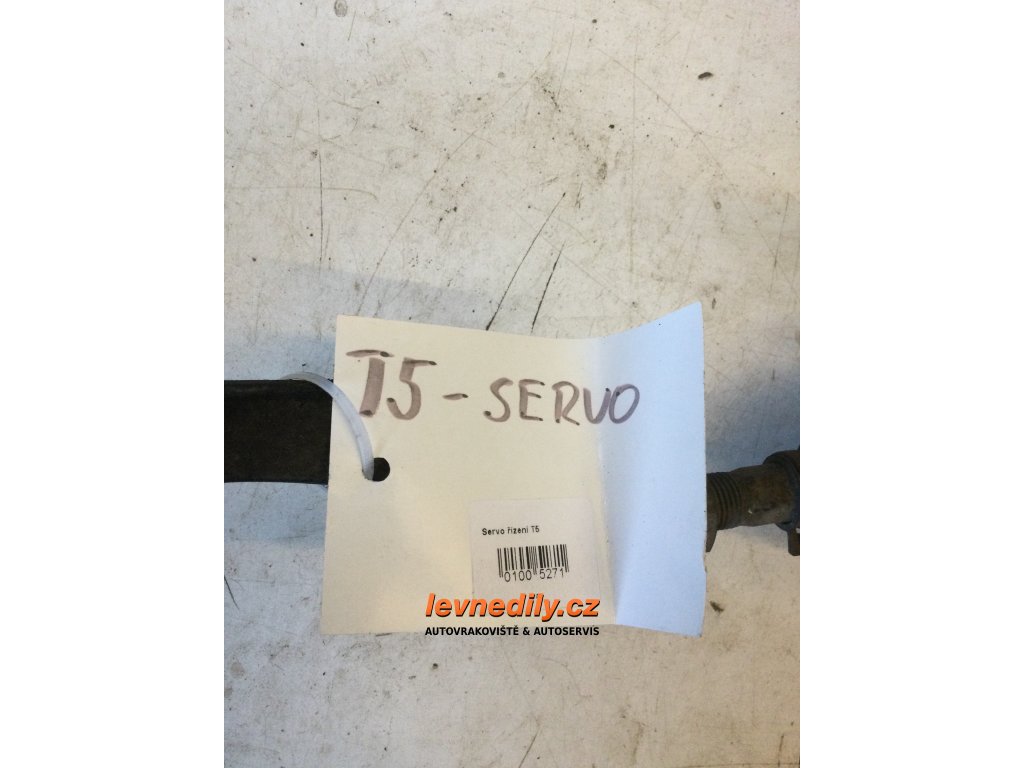 T5 - SERVO
Servo řízení T5
0100 5271
levnedily.cz
AUTOVRAKOVIŠTĚ & AUTOSERVIS